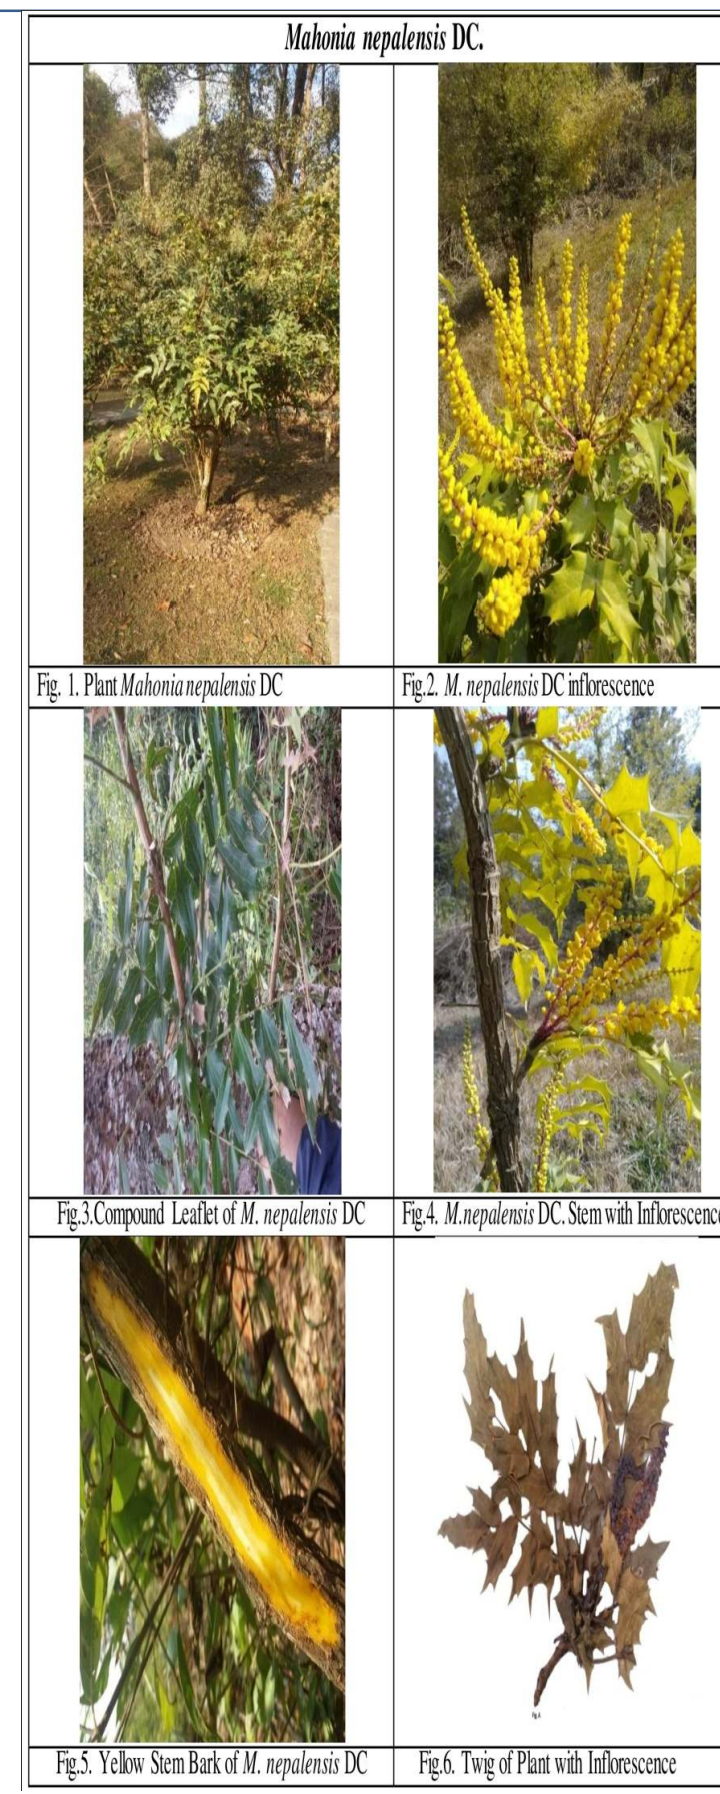 Mahonia nepalensis DC.
Fig. 1. Plant Mahonia nepalensis DC
Fig.2. M. nepalensis DC inflorescence
Fig.3.Compound Leaflet of M. nepalensis DC
Fig.4. M.nepalensis DC. Stem with Inflorescence
Fig.5. Yellow Stem Bark of M. nepalensis DC
Fig.6. Twig of Plant with Inflorescence